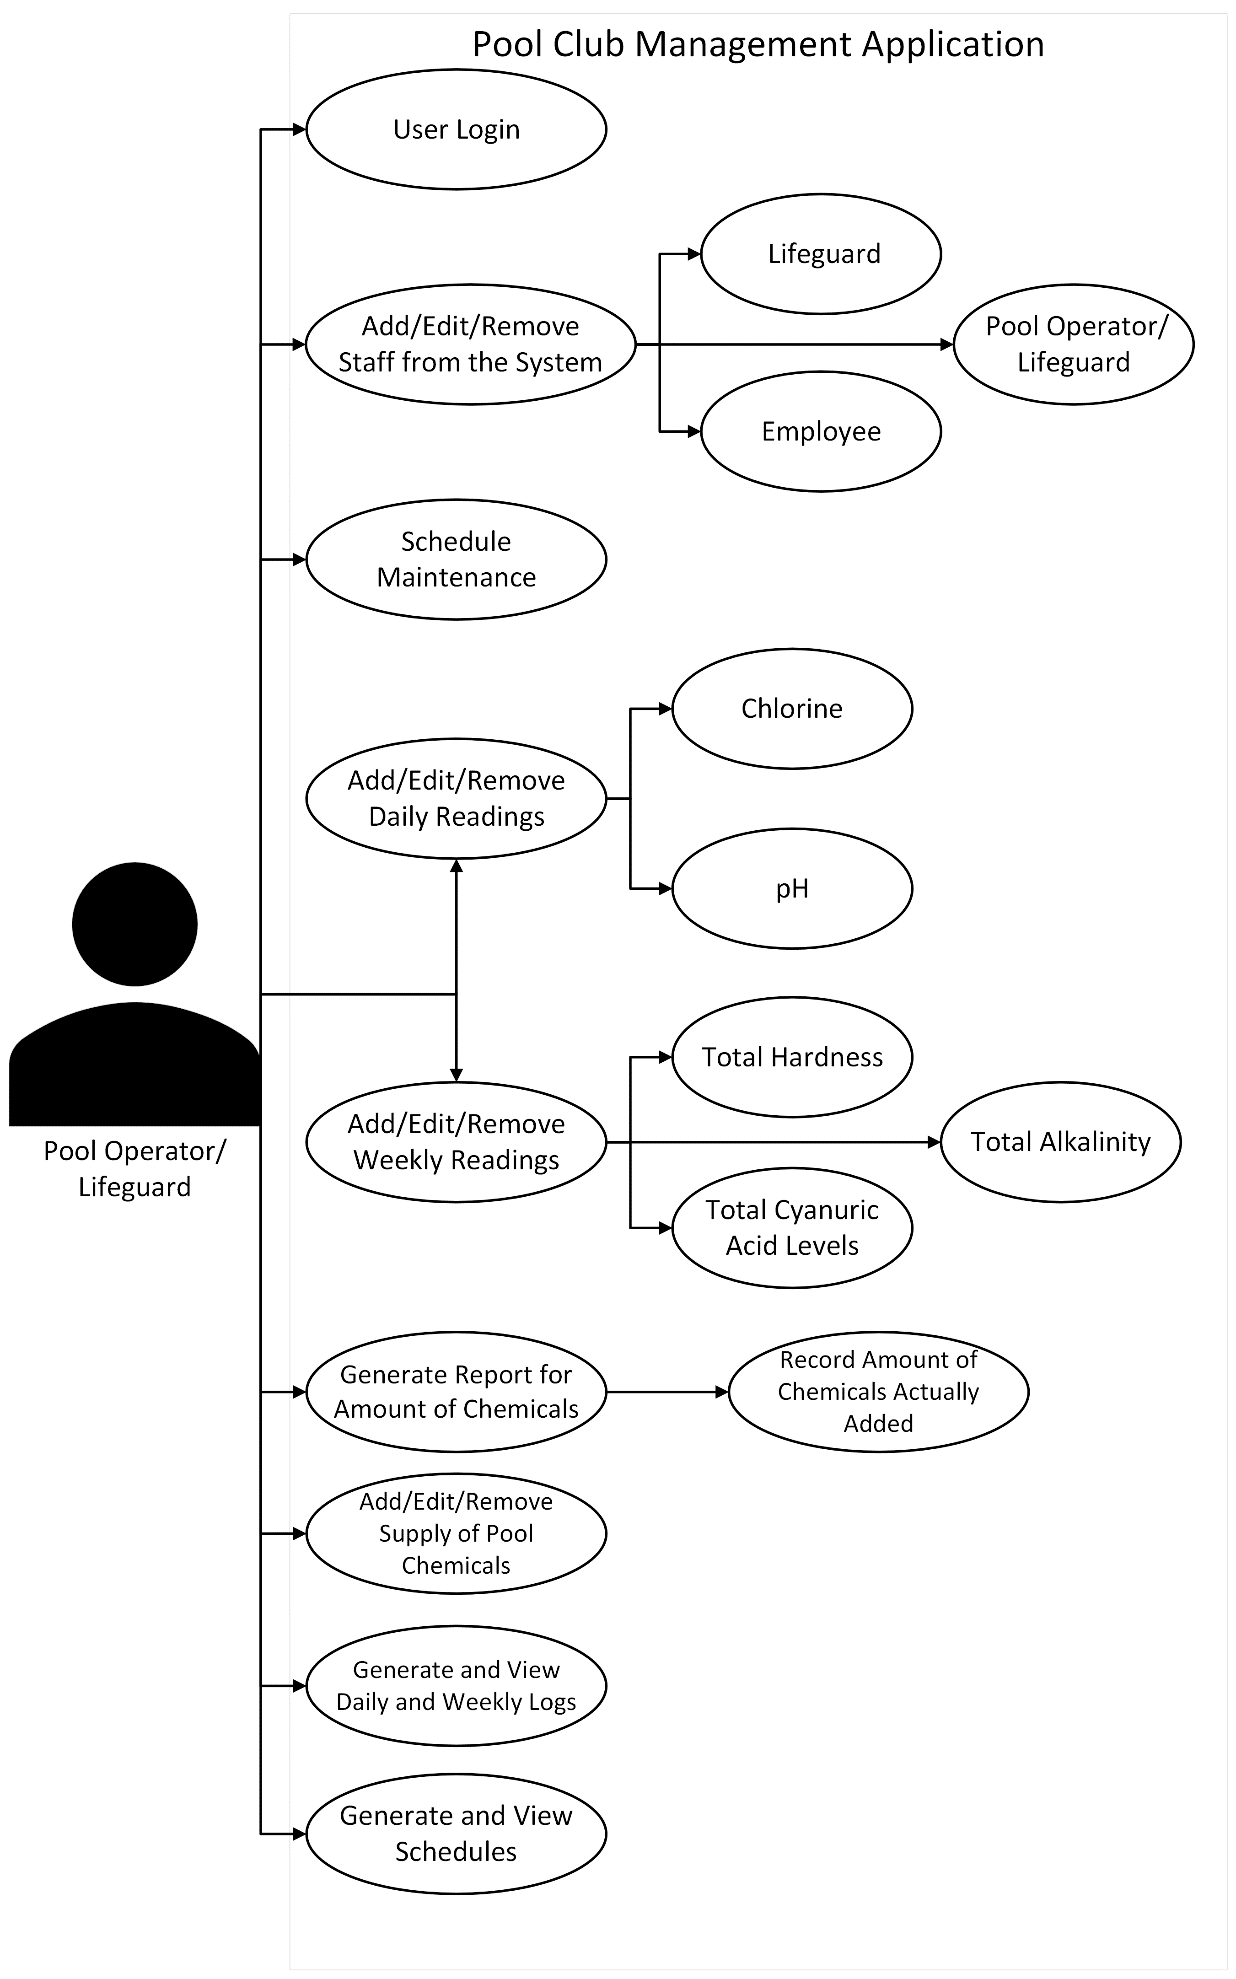 Pool Club Management Application
User Login
Lifeguard
Add/Edit/Remove
Staff from the System
Pool Operator/
Lifeguard
Employee
Schedule
Maintenance
Chlorine
Add/Edit/Remove
Daily Readings
pH
Pool Operator/
Lifeguard
Total Hardness
Add/Edit/Remove
Weekly Readings
Total Alkalinity
Total Cyanuric
Acid Levels
Generate Report for
Amount of Chemicals
Record Amount of
Chemicals Actually
Added
Add/Edit/Remove
Supply of Pool
Chemicals
Generate and View
Daily and Weekly Logs
Generate and View
Schedules